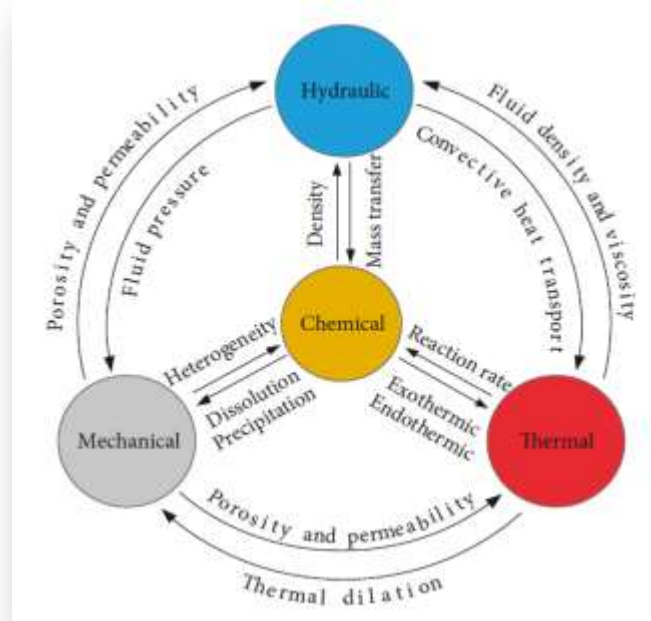 Hydraulic
Porosity and permeability
Fluid pressure
Fluid density and viscosity
Convective heat transport
Density
Mass transfer
Chemical
Heterogeneity
Dissolution
Precipitation
Reaction rate
Exothermic
Endothermic
Mechanical
Thermal
Porosity and permeability
Thermal dilation